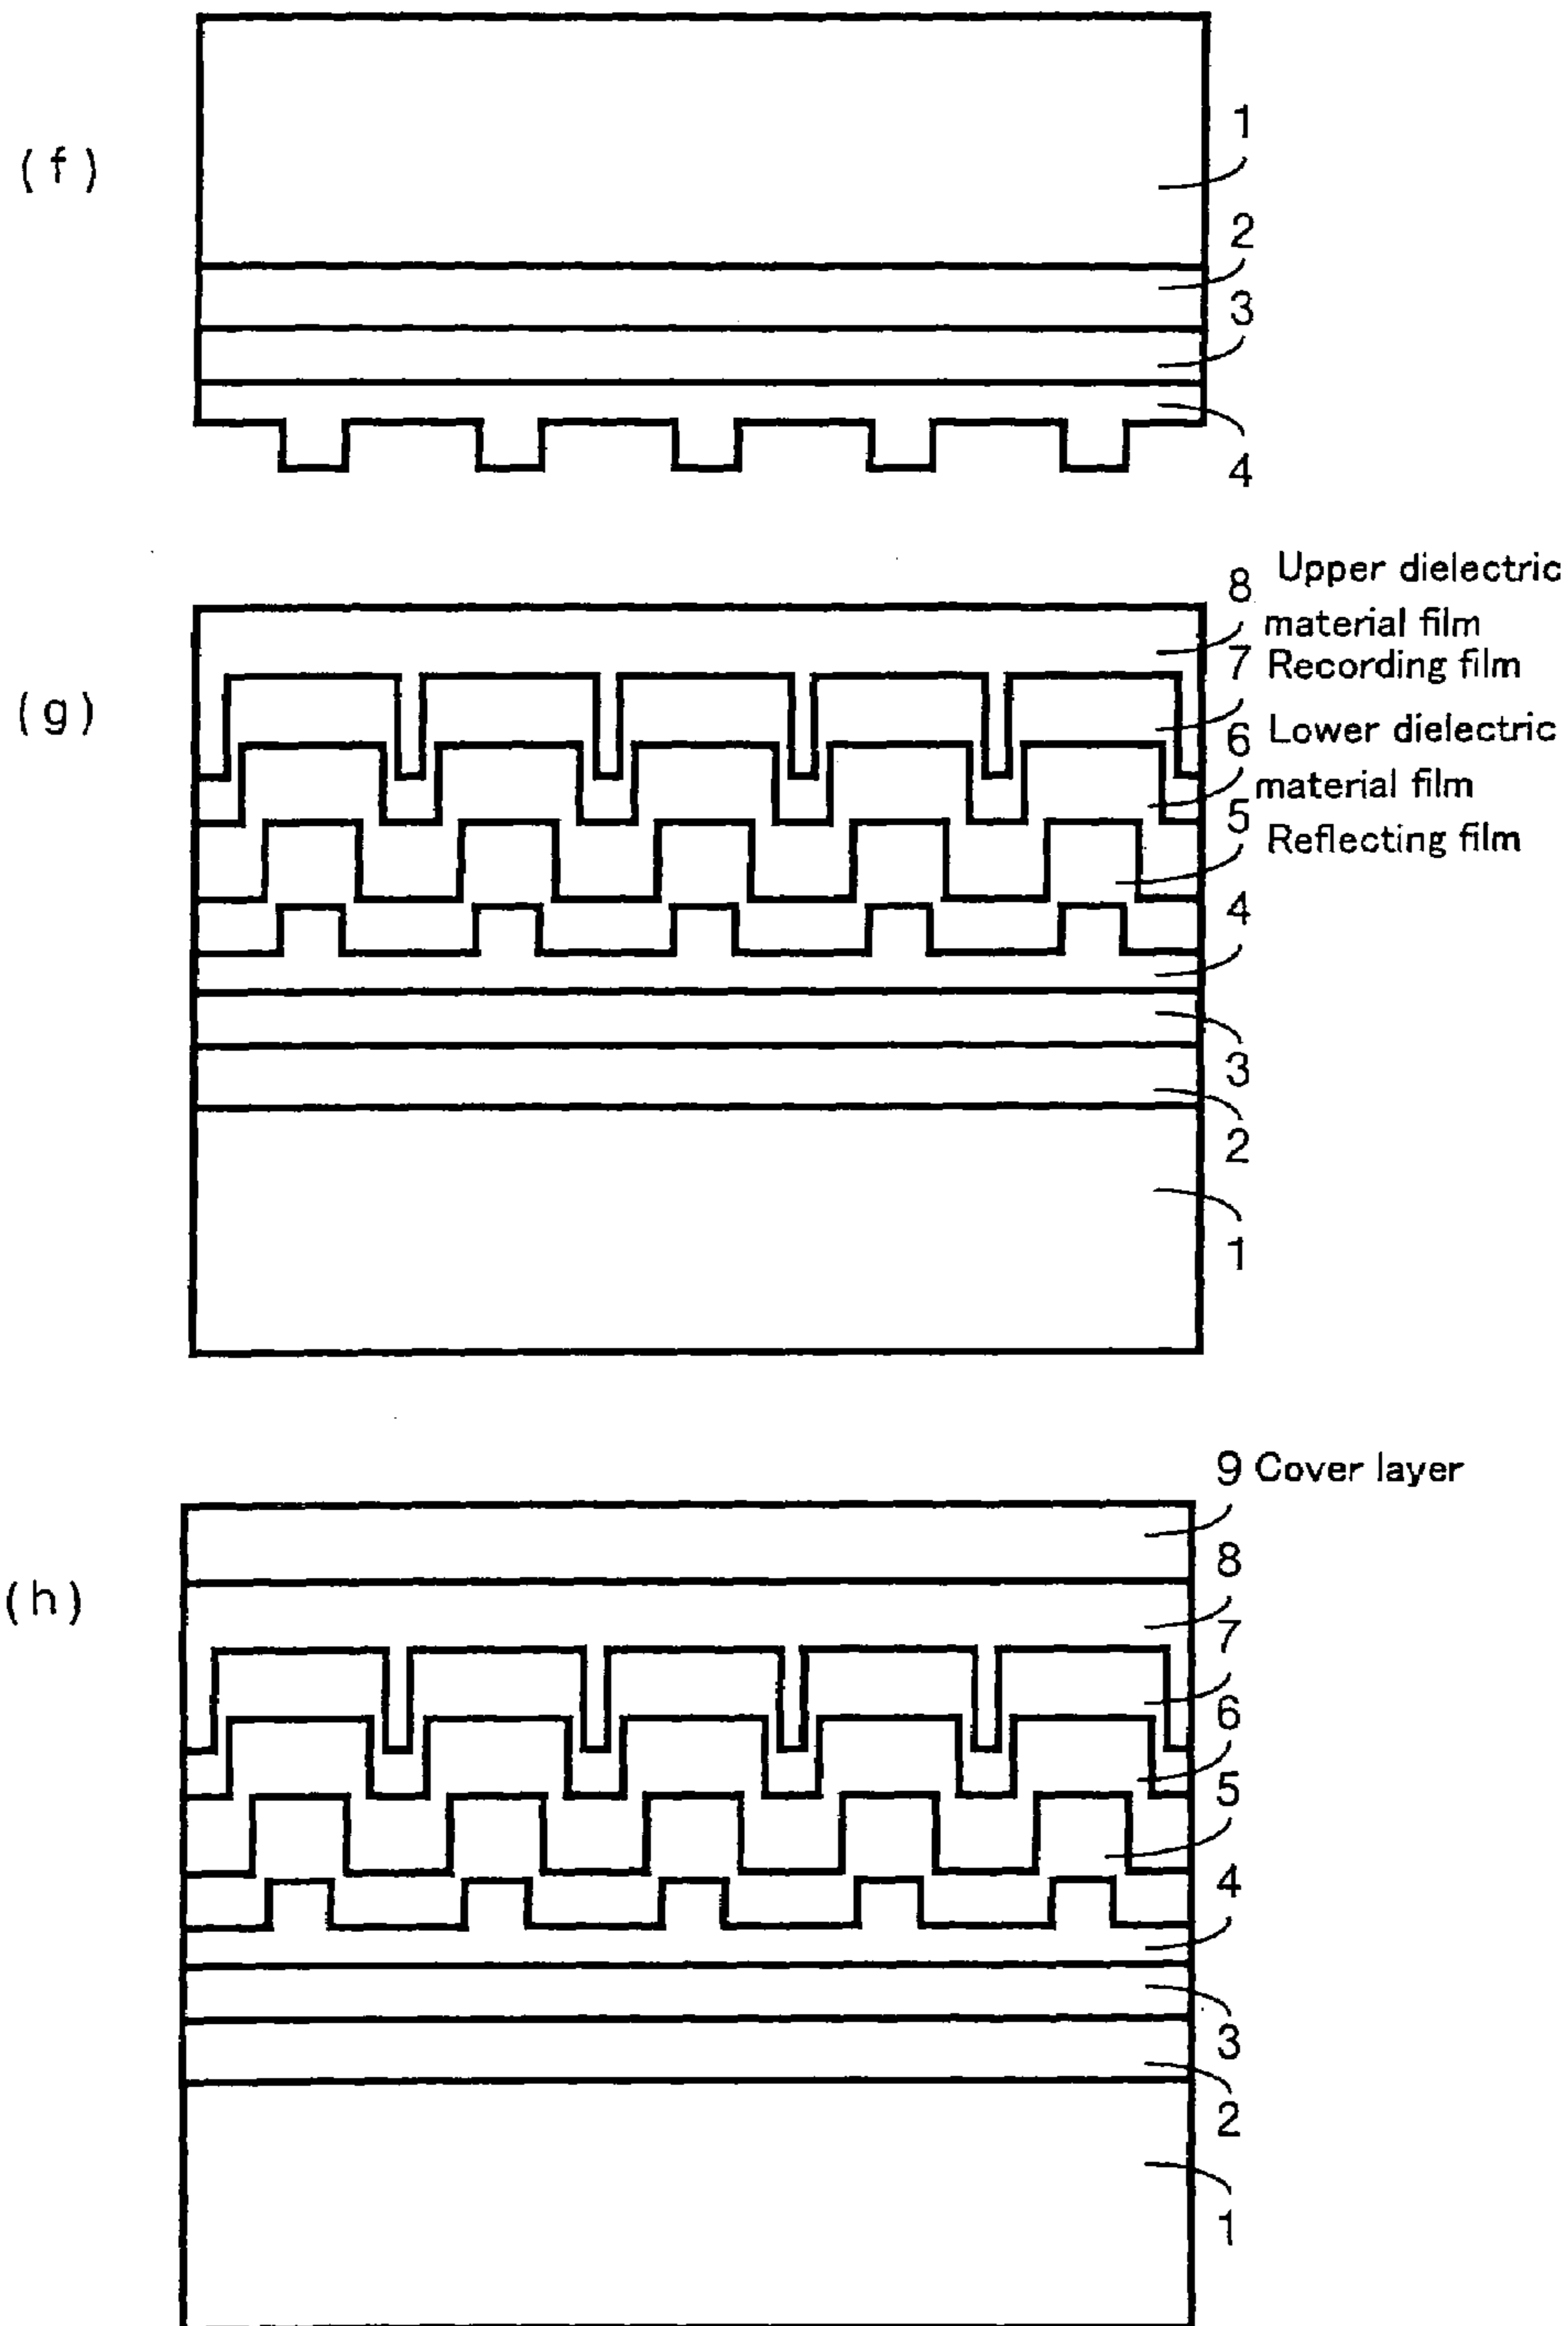 (f)
1
2
3
4
(g)
8 Upper dielectric
material film
7 Recording film
6 Lower dielectric
material film
5 Reflecting film
4
3
2
1
(h)
9 Cover layer
8
7
6
5
4
3
2
1